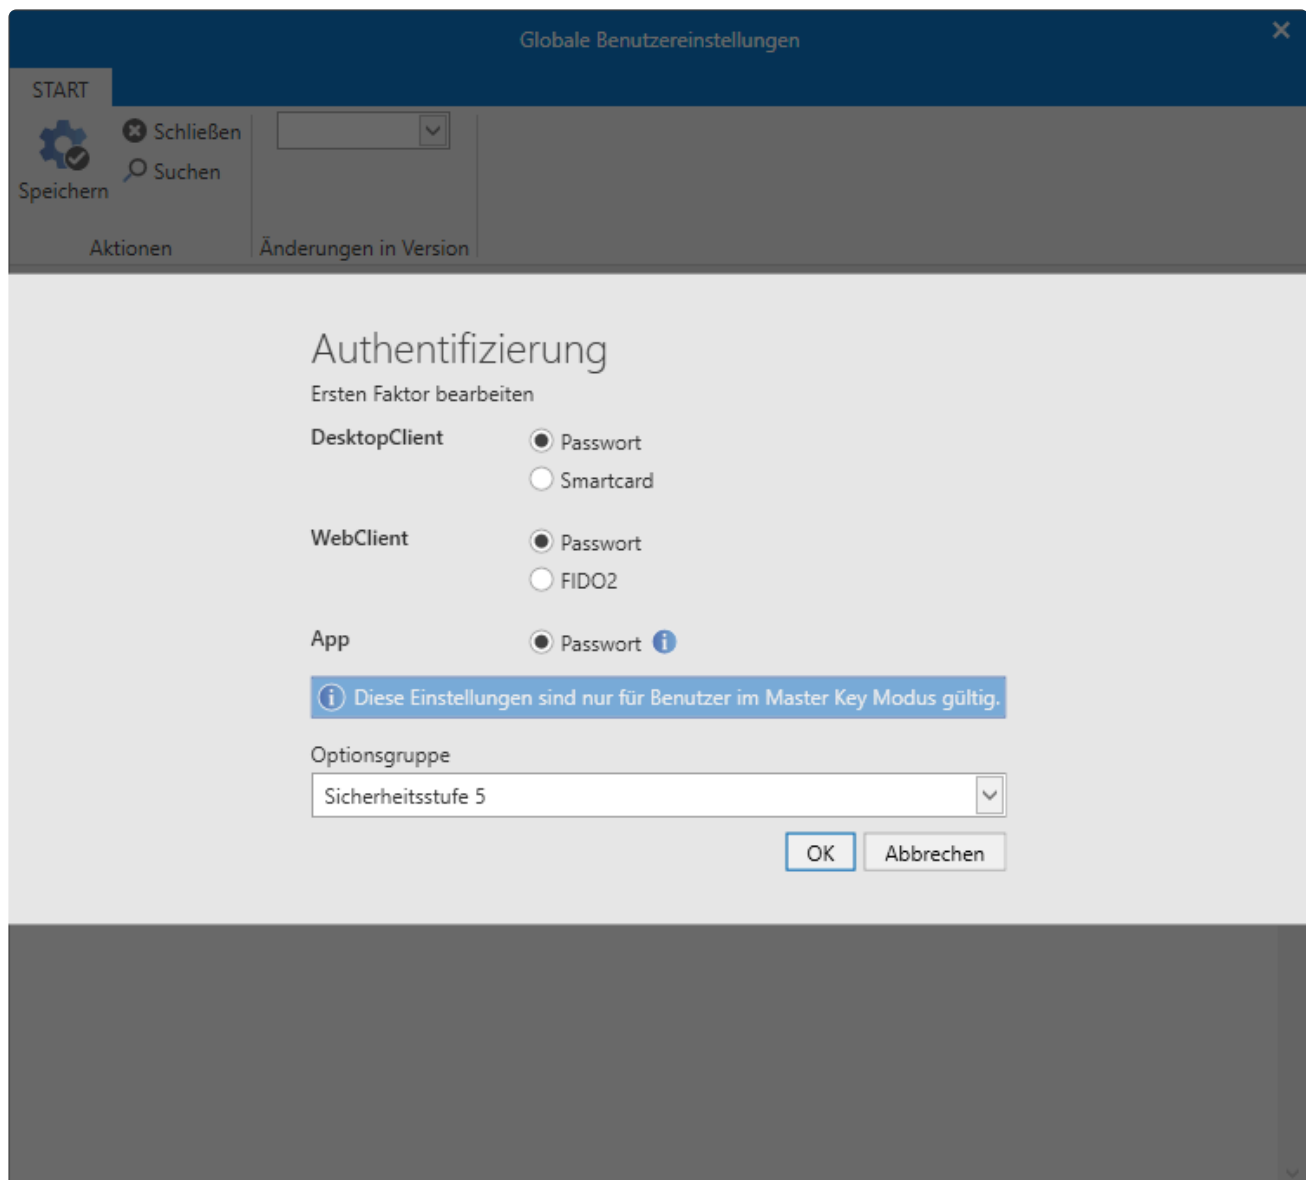 Globale Benutzereinstellungen
START
Speichern
Schließen
Suchen
Aktionen
Änderungen in Version
Authentifizierung
Ersten Faktor bearbeiten
DesktopClient
Passwort
Smartcard
WebClient
Passwort
FIDO2
App
Passwort
Diese Einstellungen sind nur für Benutzer im Master Key Modus gültig.
Optionsgruppe
Sicherheitsstufe 5
OK
Abbrechen